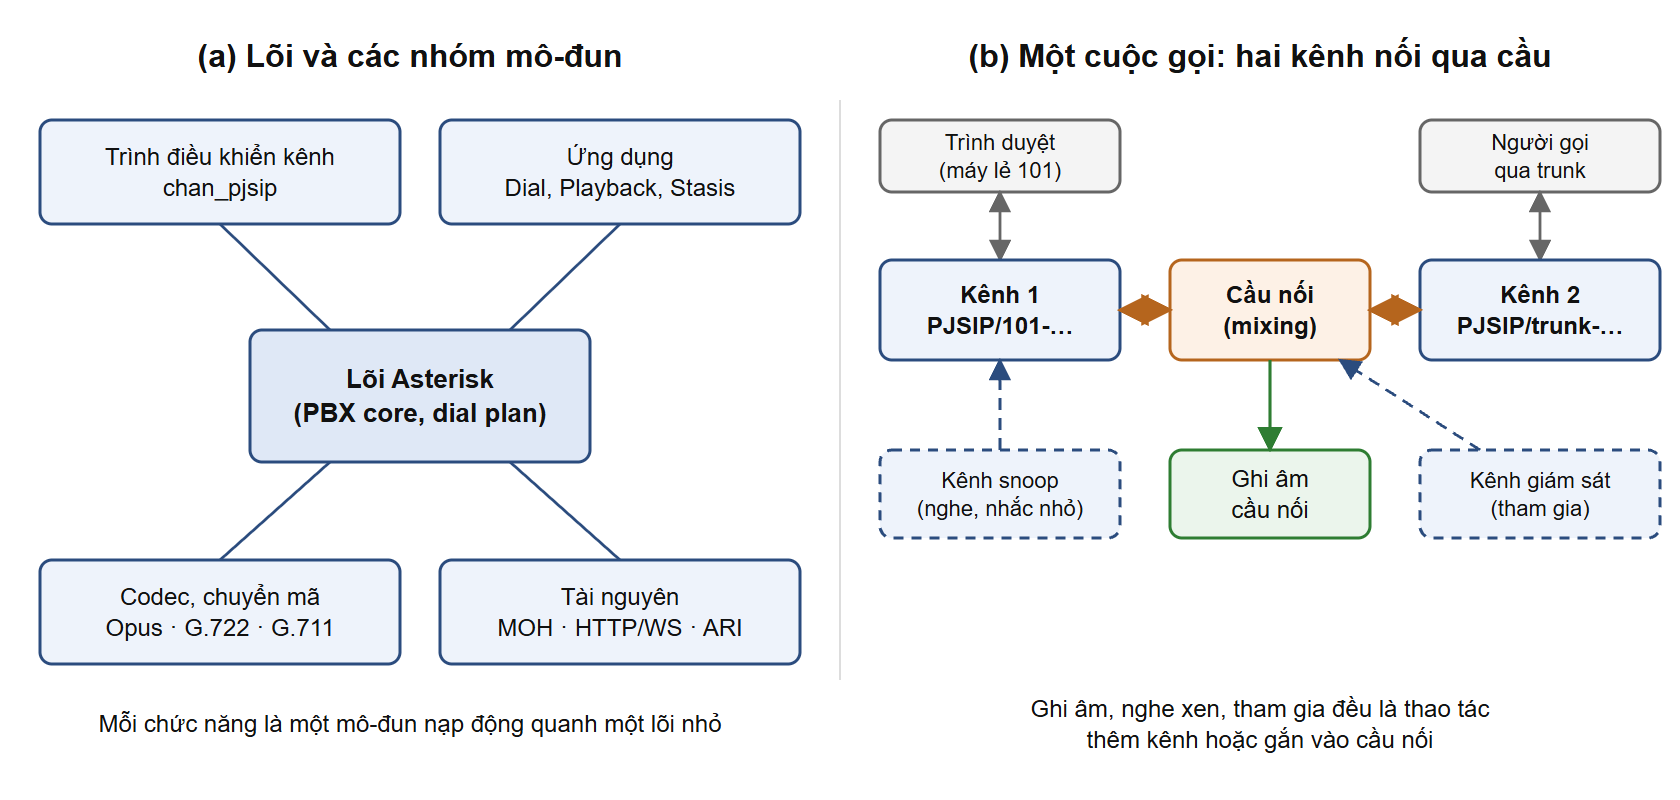 (a) Lõi và các nhóm mô-đun
Trình điều khiển kênh
chan_pjsip
Ứng dụng
Dial, Playback, Stasis
Lõi Asterisk
(PBX core, dial plan)
Codec, chuyển mã
Opus · G.722 · G.711
Tài nguyên
MOH · HTTP/WS · ARI
Mỗi chức năng là một mô-đun nạp động quanh một lõi nhỏ
(b) Một cuộc gọi: hai kênh nối qua cầu
Trình duyệt
(máy lẻ 101)
Người gọi
qua trunk
Kênh 1
PJSIP/101-…
Cầu nối
(mixing)
Kênh 2
PJSIP/trunk-…
Kênh snoop
(nghe, nhắc nhỏ)
Ghi âm
cầu nối
Kênh giám sát
(tham gia)
Ghi âm, nghe xen, tham gia đều là thao tác
thêm kênh hoặc gắn vào cầu nối